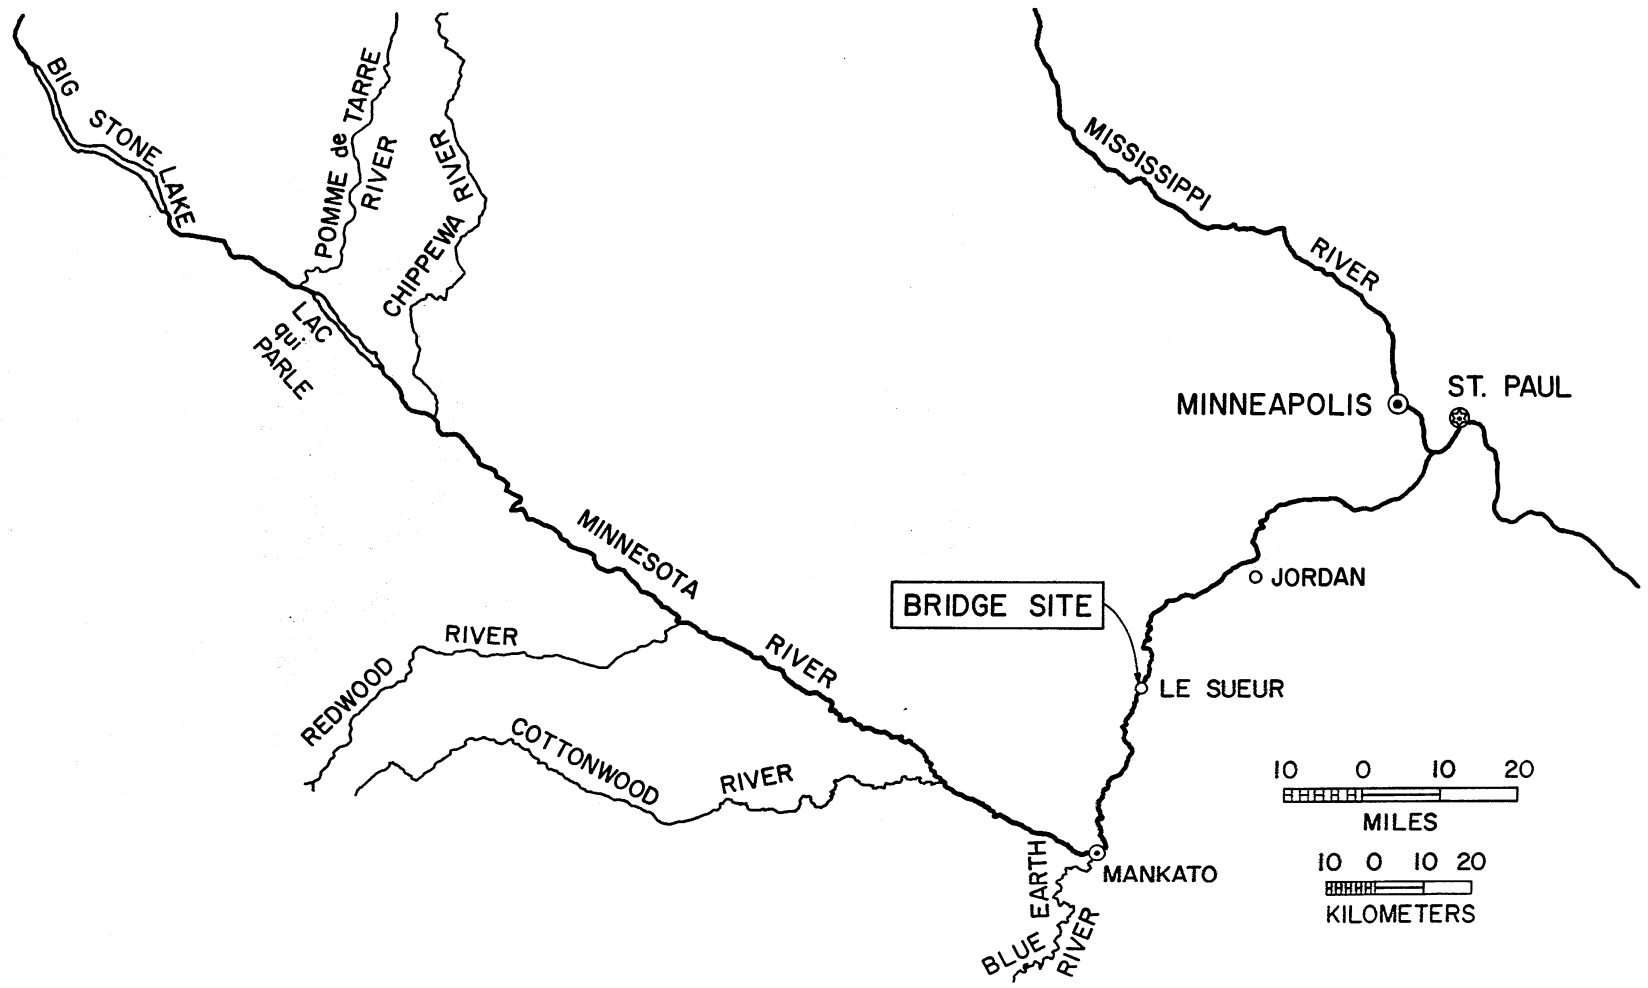 BIG STONE LAKE
POMME de TARRE
RIVER
CHIPPEWA RIVER
LAC
qui
PARLE
MISSISSIPPI RIVER
MINNEAPOLIS
ST. PAUL
MINNESOTA RIVER
JORDAN
BRIDGE SITE
LE SUEUR
REDWOOD RIVER
COTTONWOOD RIVER
MANKATO
BLUE EARTH
RIVER
10 0 10 20
MILES
10 0 10 20
KILOMETERS